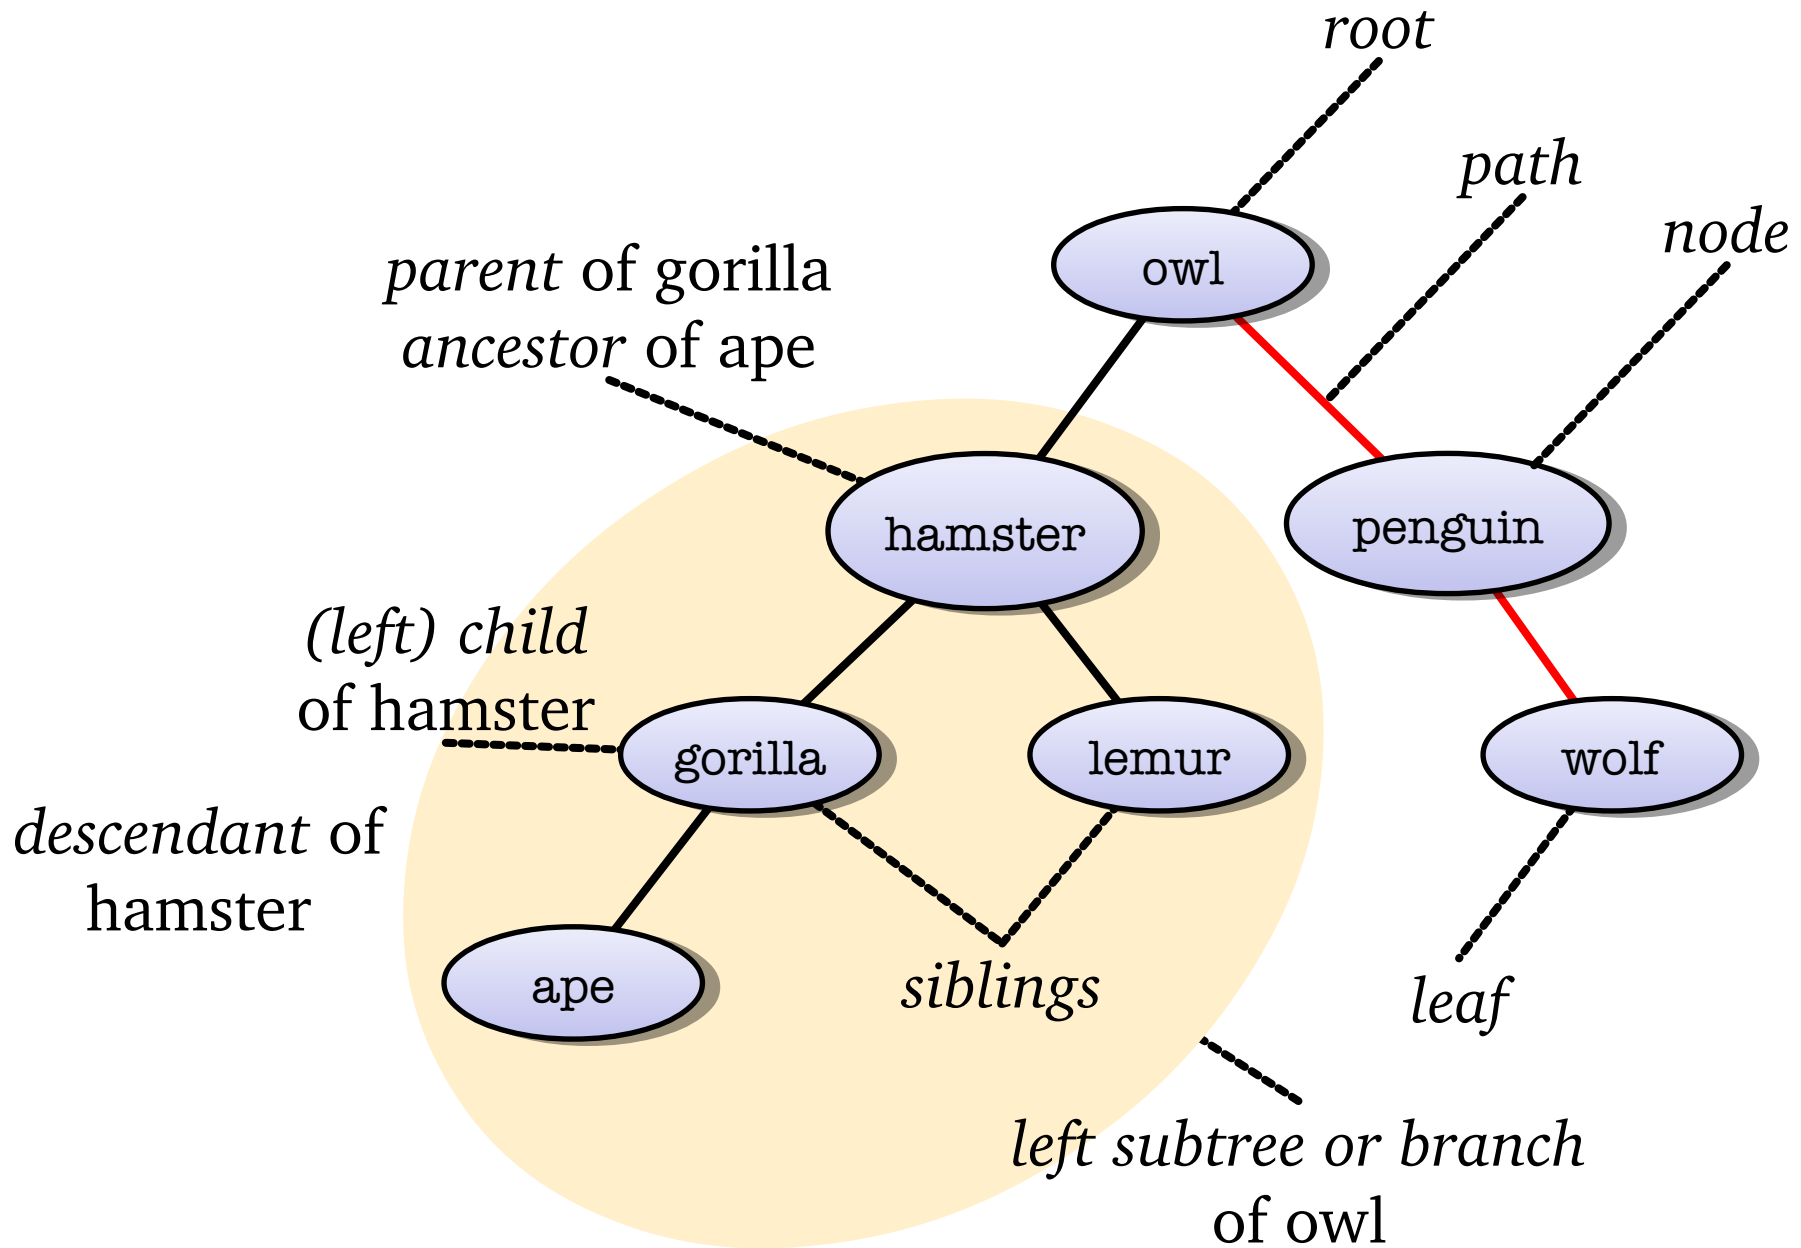 root
path
node
owl
parent of gorilla
ancestor of ape
hamster
penguin
(left) child
of hamster
gorilla
lemur
wolf
descendant of
hamster
ape
siblings
leaf
left subtree or branch
of owl